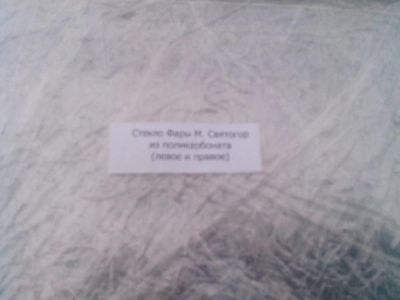 Стекло Фары М. Святогор
из поликарбоната
(левое и правое)